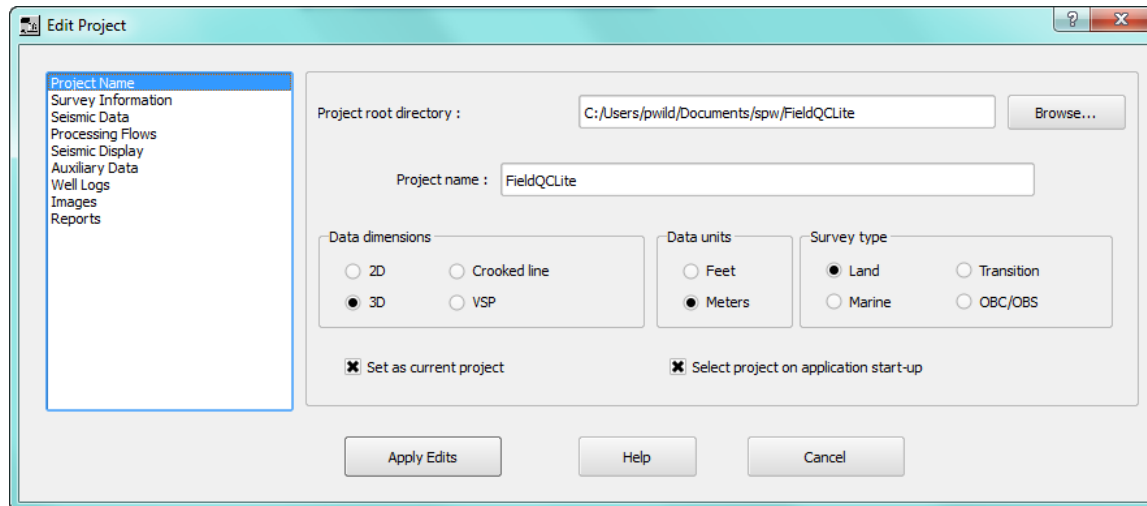 Edit Project
Project Name
Survey Information
Seismic Data
Processing Flows
Seismic Display
Auxiliary Data
Well Logs
Images
Reports
Project root directory :
C:/Users/pwild/Documents/spw/FieldQCLite
Browse...
Project name :
FieldQCLite
Data dimensions
2D
Crooked line
3D
VSP
Data units
Feet
Meters
Survey type
Land
Transition
Marine
OBC/OBS
Set as current project
Select project on application start-up
Apply Edits
Help
Cancel